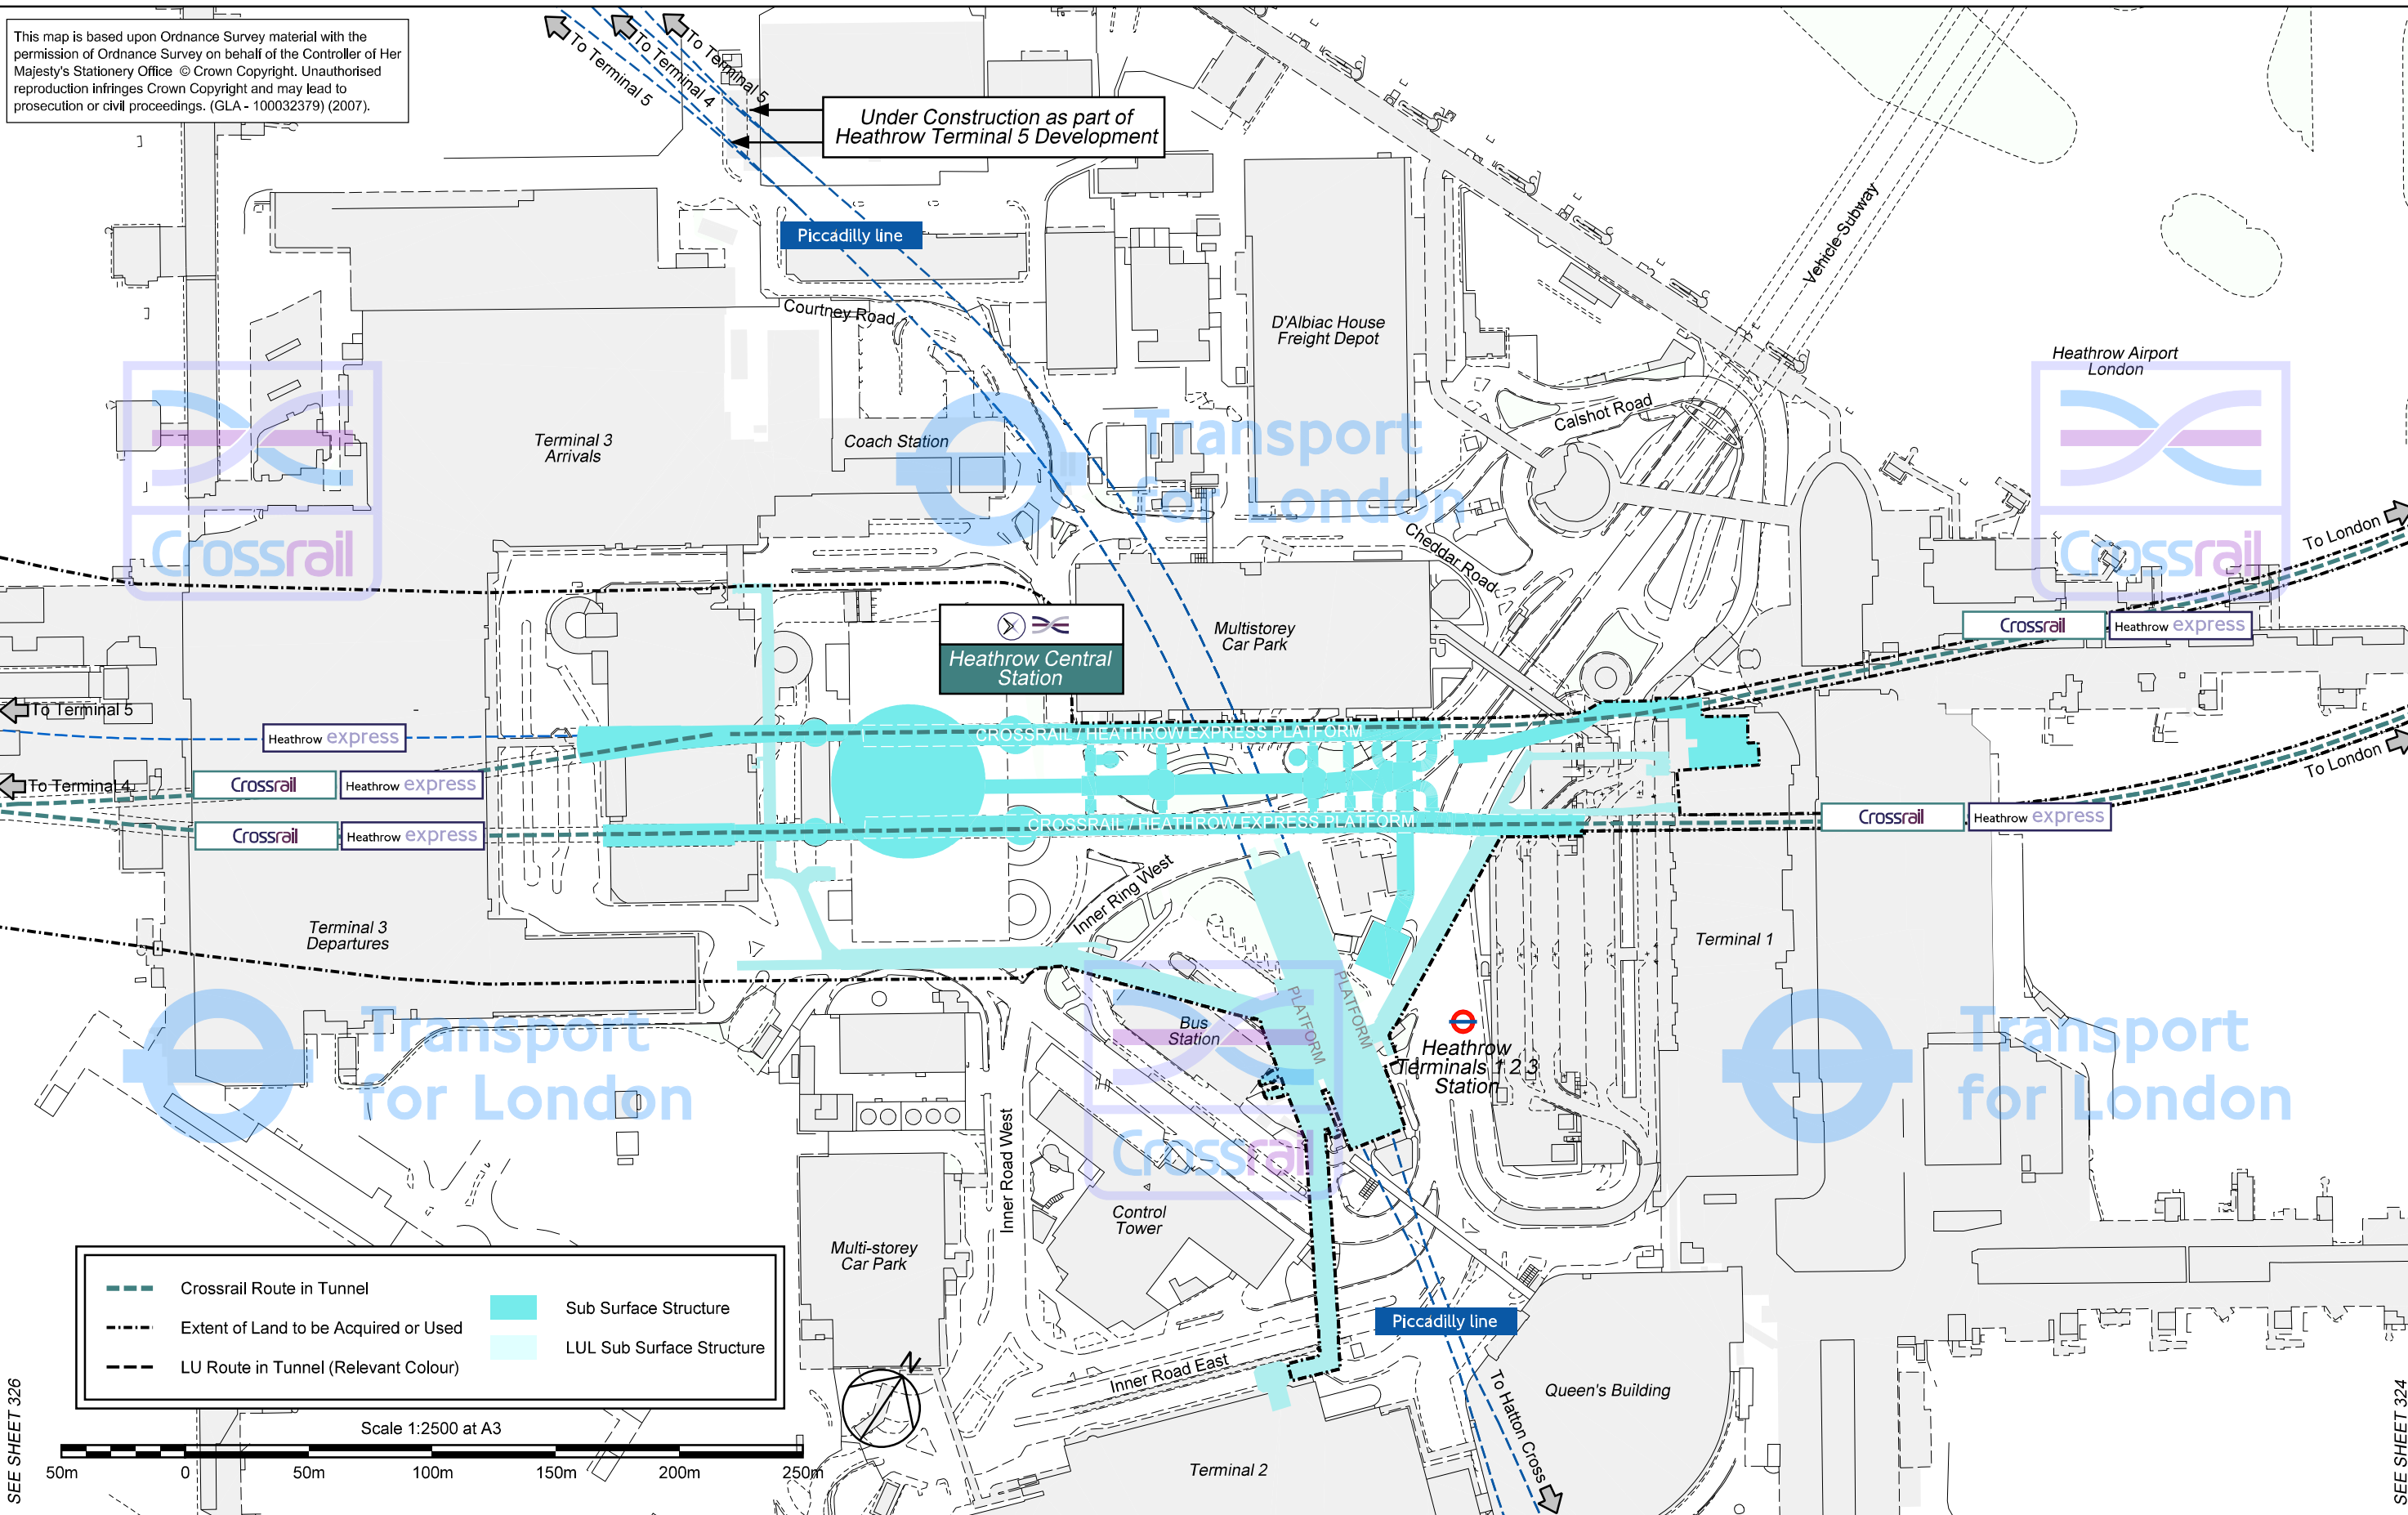 This map is based upon Ordnance Survey material with the
permission of Ordnance Survey on behalf of the Controller of Her
Majesty's Stationery Office © Crown Copyright. Unauthorised
reproduction infringes Crown Copyright and may lead to
prosecution or civil proceedings. (GLA - 100032379) (2007).
To Terminal 5
To Terminal 4
To Terminal 5
Under Construction as part of
Heathrow Terminal 5 Development
Piccadilly line
Vehicle Subway
Courtney Road
D'Albiac House
Freight Depot
Heathrow Airport
London
Calshot Road
Terminal 3
Arrivals
Coach Station
Transport
for London
Crossrail
Crossrail
Cheddar Road
To London
Multistorey
Car Park
Heathrow Central
Station
Crossrail
Heathrow express
To Terminal 5
Heathrow express
CROSSRAIL / HEATHROW EXPRESS PLATFORM
To London
To Terminal 4
Crossrail
Heathrow express
Crossrail
Heathrow express
CROSSRAIL / HEATHROW EXPRESS PLATFORM
Crossrail
Heathrow express
Inner Ring West
Terminal 3
Departures
Terminal 1
PLATFORM
PLATFORM
Bus
Station
Transport
for London
Heathrow
Terminals 1 2 3
Station
Transport
for London
Crossrail
Inner Road West
Control
Tower
Multi-storey
Car Park
Piccadilly line
Inner Road East
To Hatton Cross
Queen's Building
Terminal 2
Crossrail Route in Tunnel
Extent of Land to be Acquired or Used
LU Route in Tunnel (Relevant Colour)
Sub Surface Structure
LUL Sub Surface Structure
N
Scale 1:2500 at A3
50m 0 50m 100m 150m 200m 250m
SEE SHEET 326
SEE SHEET 324